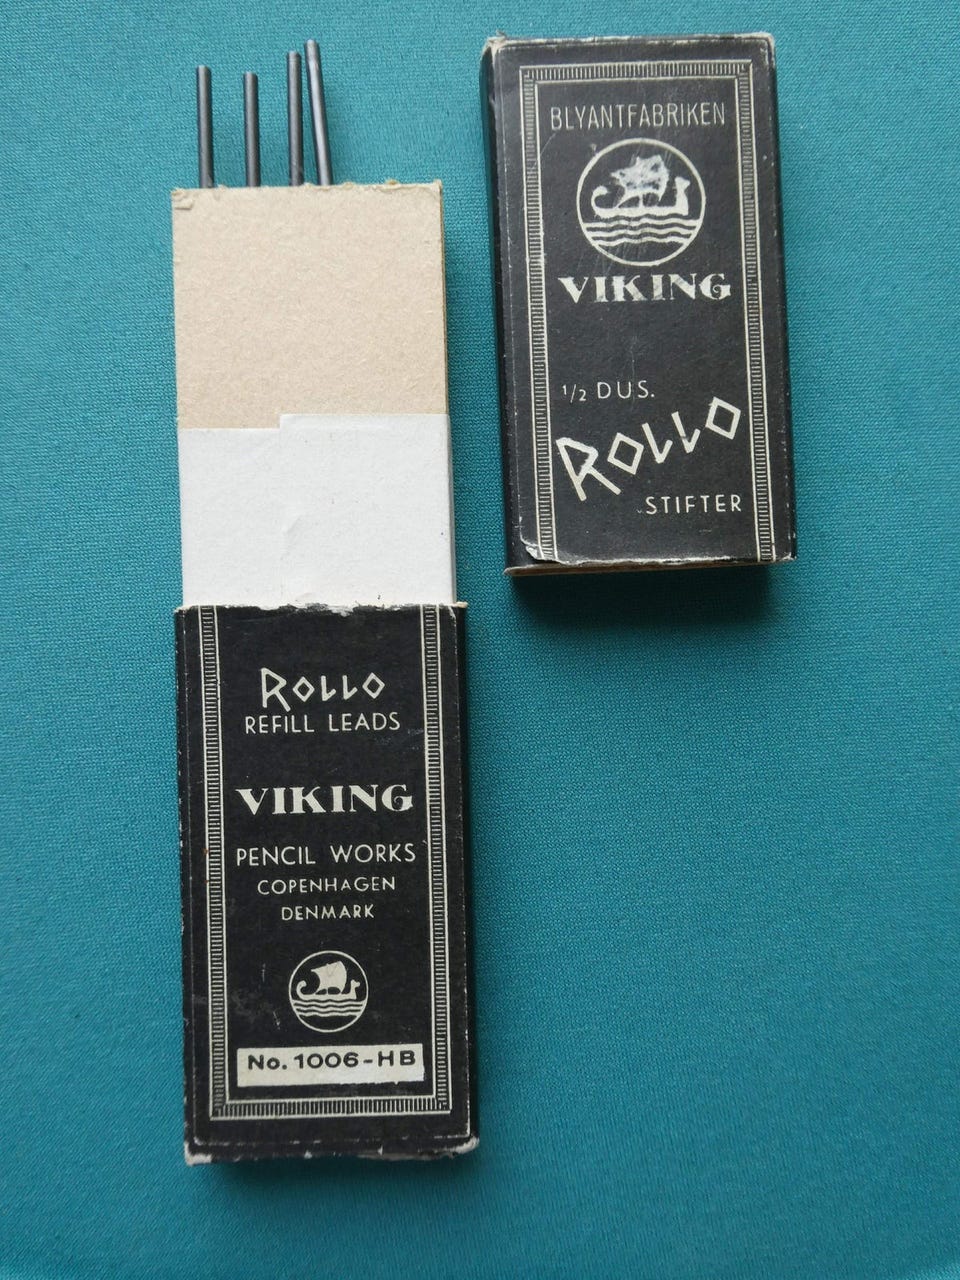 BLYANTFABRIKEN
VIKING
1/2 DUS.
ROLLO
STIFTER
ROLLO
REFILL LEADS
VIKING
PENCIL WORKS
COPENHAGEN
DENMARK
No. 1006-HB